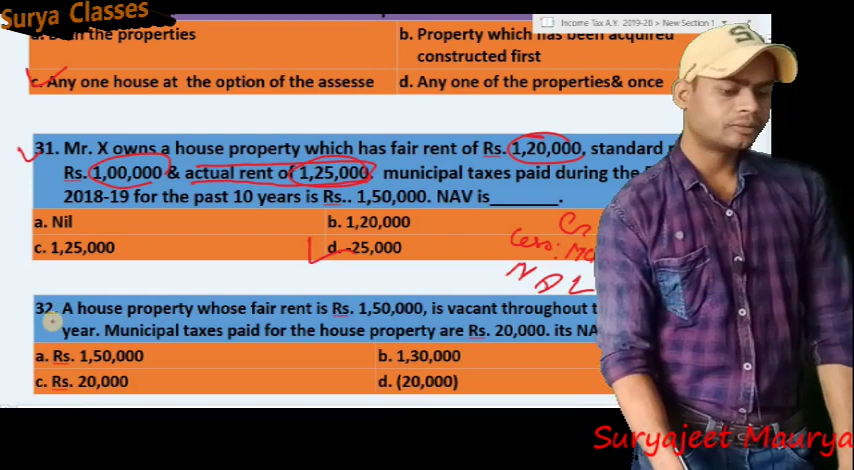 Surya Classes
Income Tax A.Y. 2019-20 > New Section 1
the properties
b. Property which has been acquired
constructed first
c. Any one house at the option of the assesse
d. Any one of the properties& once
31. Mr. X owns a house property which has fair rent of Rs. 1,20,000, standard
Rs. 1,00,000 & actual rent of 1,25,000. municipal taxes paid during the
2018-19 for the past 10 years is Rs.. 1,50,000. NAV is________.
a. Nil
b. 1,20,000
c. 1,25,000
d. -25,000
Less:
N A V
32. A house property whose fair rent is Rs. 1,50,000, is vacant throughout
year. Municipal taxes paid for the house property are Rs. 20,000. its
a. Rs. 1,50,000
b. 1,30,000
c. Rs. 20,000
d. (20,000)
Suryajeet Maurya